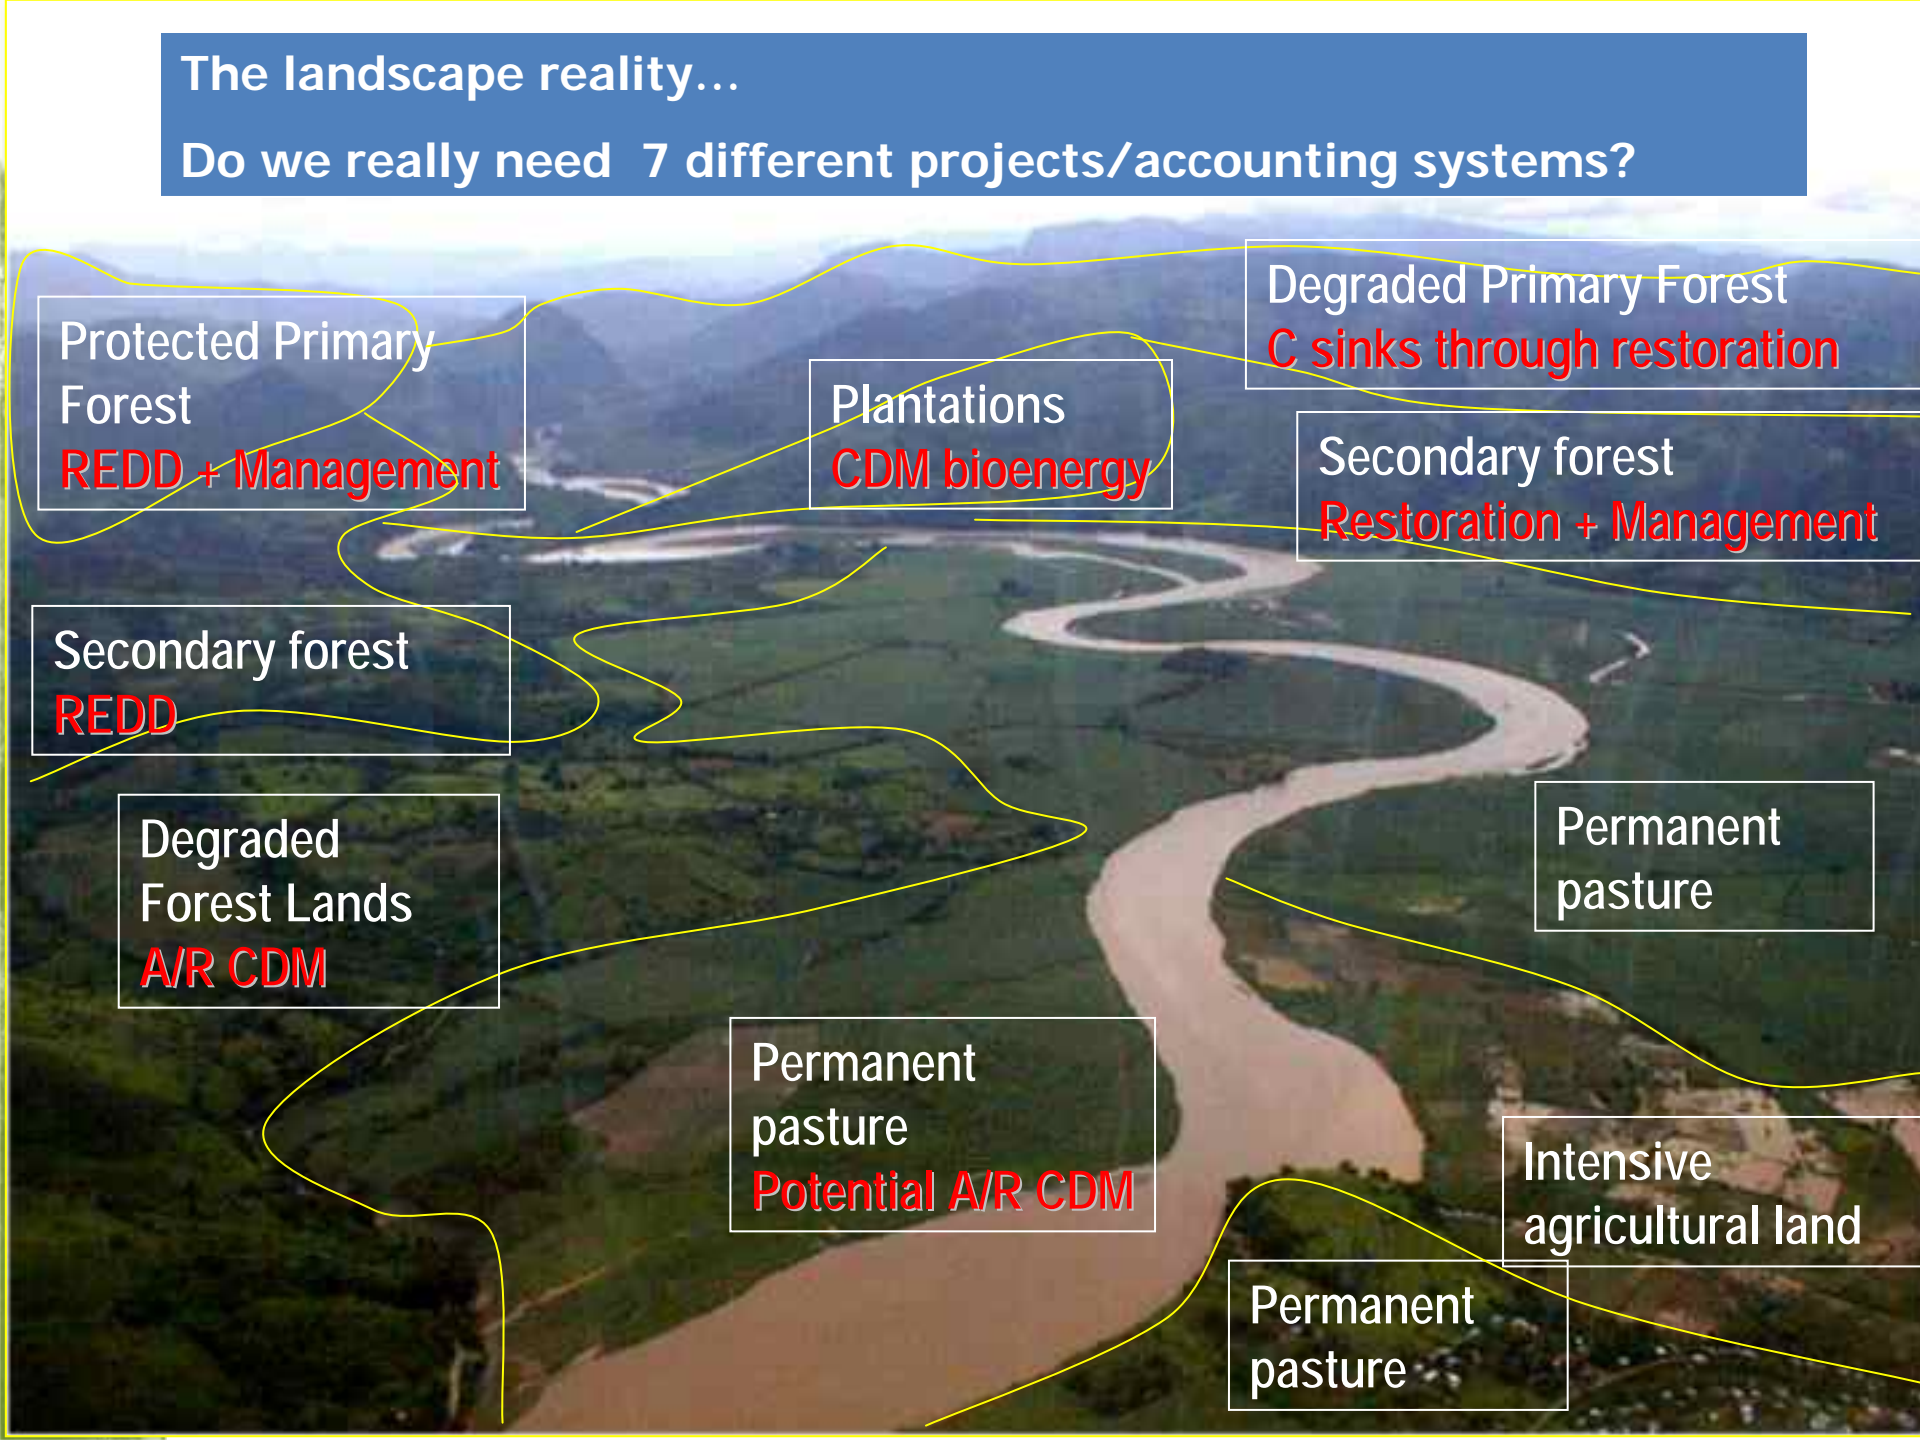 The landscape reality…
Do we really need 7 different projects/accounting systems?
Protected Primary
Forest
REDD + Management
Plantations
CDM bioenergy
Degraded Primary Forest
C sinks through restoration
Secondary forest
Restoration + Management
Secondary forest
REDD
Degraded
Forest Lands
A/R CDM
Permanent
pasture
Permanent
pasture
Potential A/R CDM
Intensive
agricultural land
Permanent
pasture